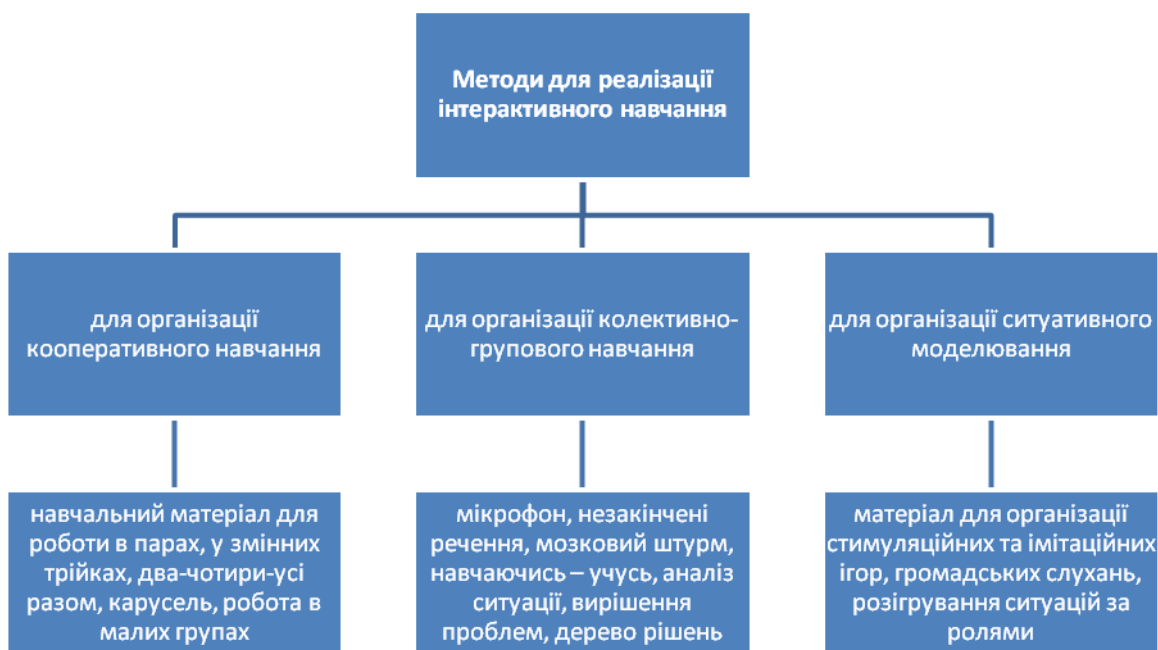 Методи для реалізації
інтерактивного навчання
для організації
кооперативного навчання
для організації колективно-
групового навчання
для організації ситуативного
моделювання
навчальний матеріал для
роботи в парах, у змінних
трійках, два-чотири-усі
разом, карусель, робота в
малих групах
мікрофон, незакінчені
речення, мозковий штурм,
навчаючись – учусь, аналіз
ситуації, вирішення
проблем, дерево рішень
матеріал для організації
стимуляційних та імітаційних
ігор, громадських слухань,
розігрування ситуацій за
ролями